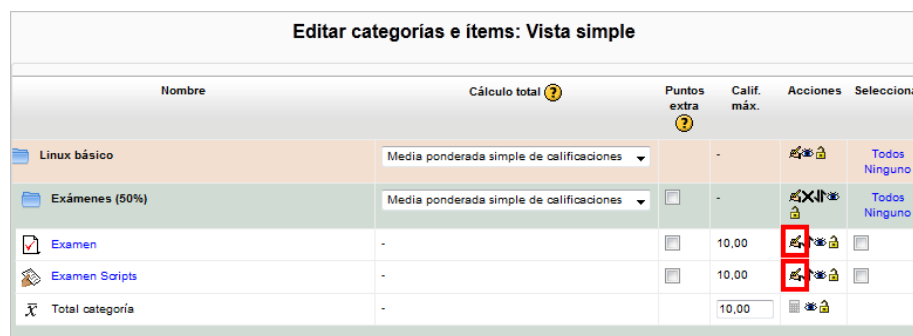 Editar categorías e ítems: Vista simple
Nombre
Cálculo total
Puntos extra
Calif. máx.
Acciones
Selecciona
Linux básico
Media ponderada simple de calificaciones
-
Todos
Ninguno
Exámenes (50%)
Media ponderada simple de calificaciones
-
Todos
Ninguno
Examen
-
10,00
Examen Scripts
-
10,00
Total categoría
-
10,00